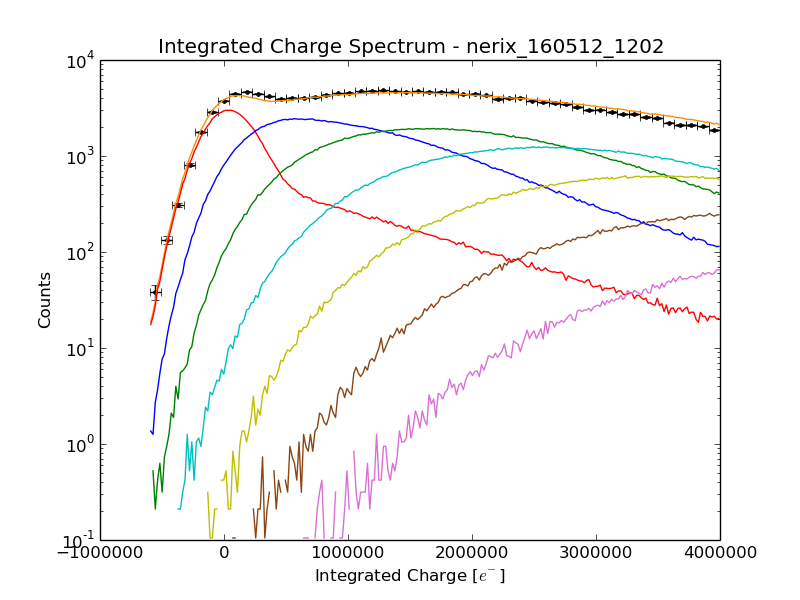 Integrated Charge Spectrum - nerix_160512_1202
10^4
10^3
10^2
10^1
10^0
10^-1
Counts
−1000000 0 1000000 2000000 3000000 4000000
Integrated Charge [e^-]